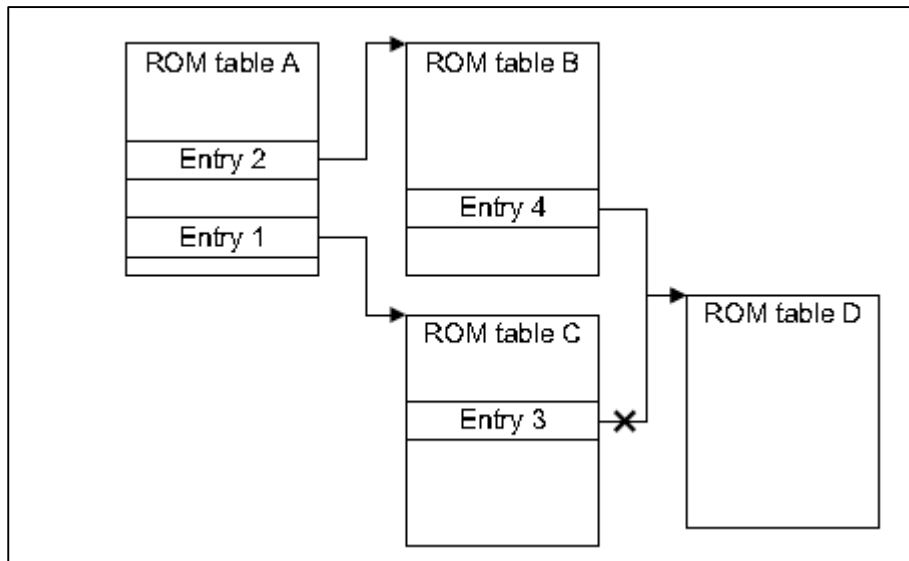 ROM table A
Entry 2
Entry 1
ROM table B
Entry 4
ROM table C
Entry 3
ROM table D